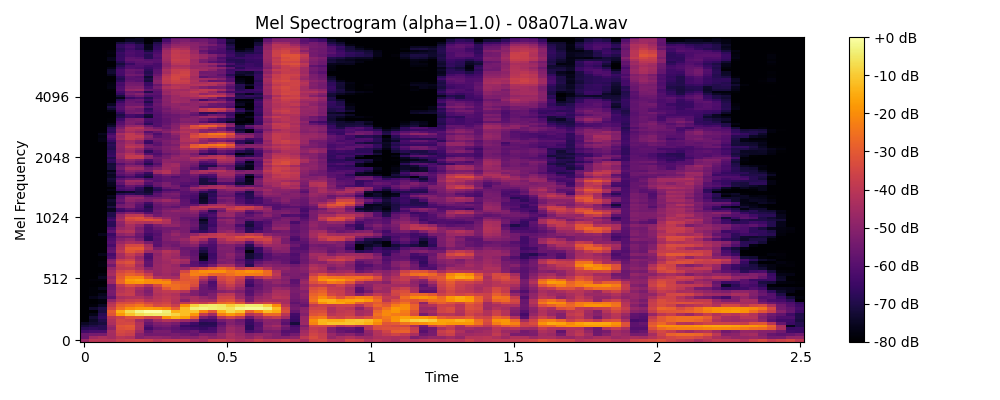 Mel Spectrogram (alpha=1.0) - 08a07La.wav
Mel Frequency
4096
2048
1024
512
0
0
0.5
1
1.5
2
2.5
Time
+0 dB
-10 dB
-20 dB
-30 dB
-40 dB
-50 dB
-60 dB
-70 dB
-80 dB